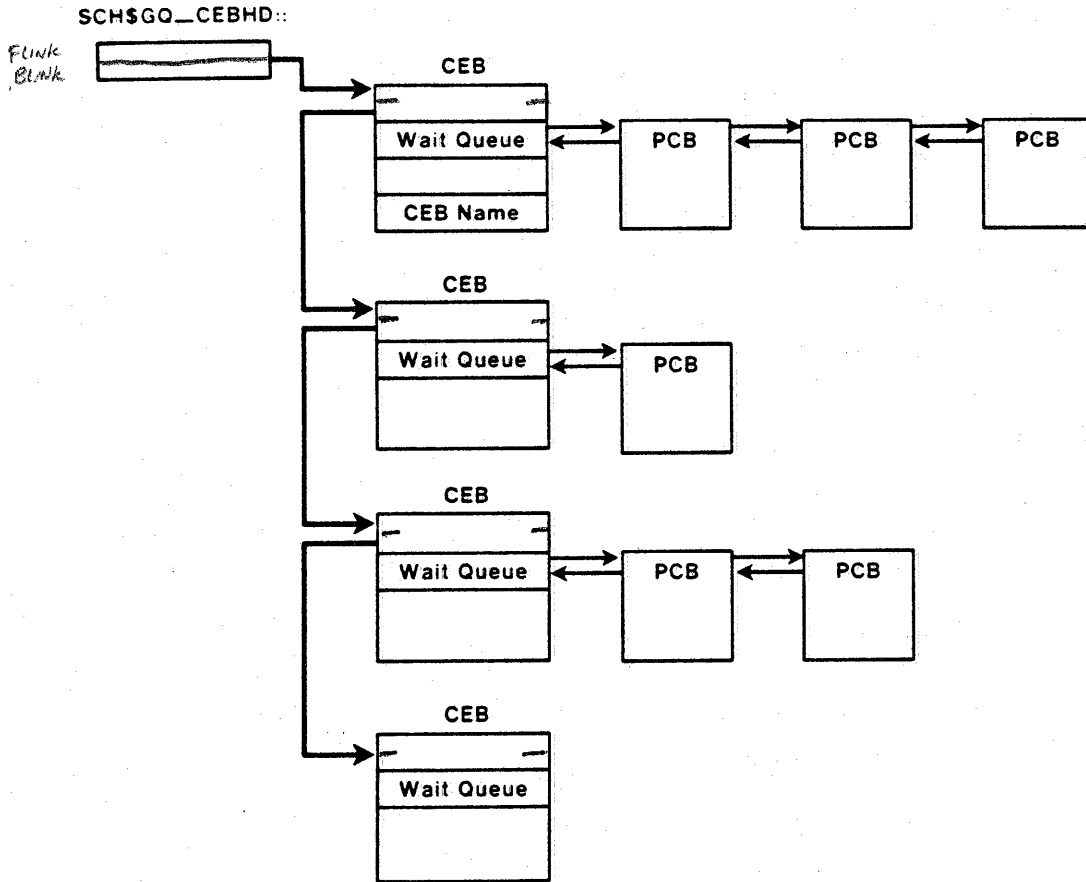 SCH$GQ_CEBHD::
FLINK
BLINK
CEB
Wait Queue
PCB
PCB
PCB
CEB Name
CEB
Wait Queue
PCB
CEB
Wait Queue
PCB
PCB
CEB
Wait Queue